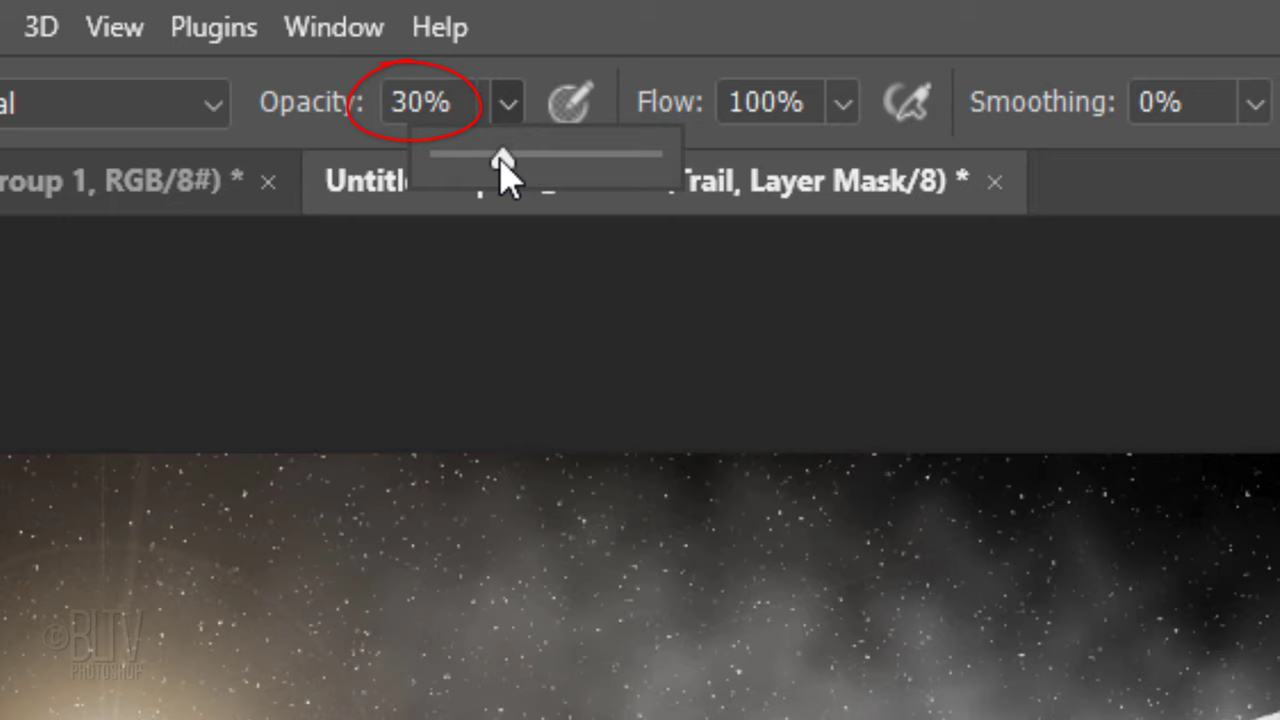 3D View Plugins Window Help
al Opacity: 30% Flow: 100% Smoothing: 0%
roup 1, RGB/8#) * × Untitl Trail, Layer Mask/8) * ×
©BLTV
PHOTOSHOP